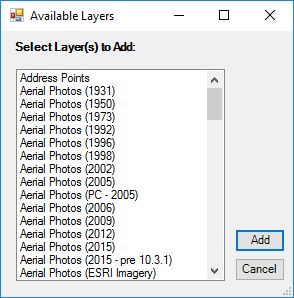 Available Layers
Select Layer(s) to Add:
Address Points
Aerial Photos (1931)
Aerial Photos (1950)
Aerial Photos (1973)
Aerial Photos (1992)
Aerial Photos (1996)
Aerial Photos (1998)
Aerial Photos (2002)
Aerial Photos (2005)
Aerial Photos (PC - 2005)
Aerial Photos (2006)
Aerial Photos (2009)
Aerial Photos (2012)
Aerial Photos (2015)
Aerial Photos (2015 - pre 10.3.1)
Aerial Photos (ESRI Imagery)
Add
Cancel